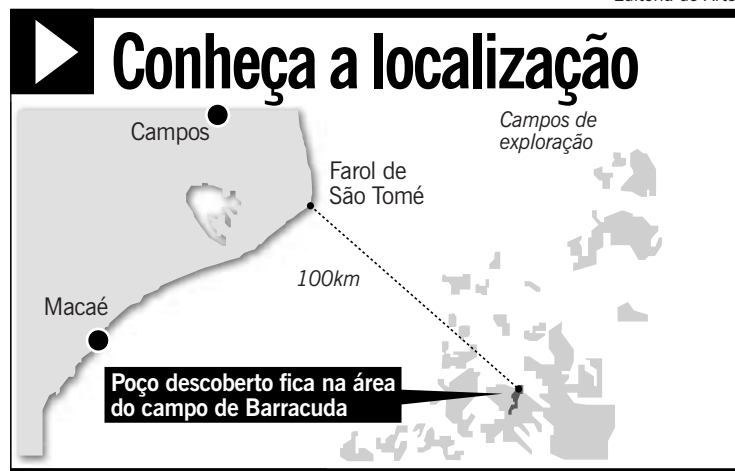 Conheça a localização
Campos
Campos de
exploração
Farol de
São Tomé
100km
Macaé
Poço descoberto fica na área
do campo de Barracuda